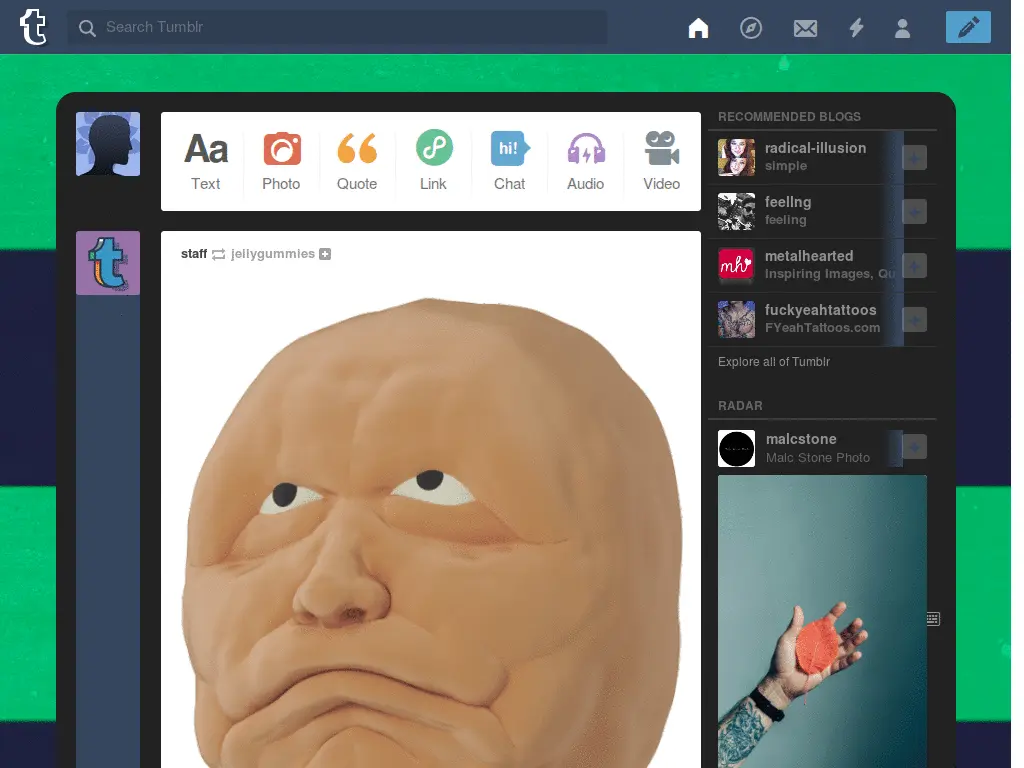 Search Tumblr
Aa
hi!
Text
Photo
Quote
Link
Chat
Audio
Video
staff jellygummies
RECOMMENDED BLOGS
radical-illusion
simple
feelIng
feeling
metalhearted
Inspiring Images, Qu
mh
fuckyeahtattoos
FYeahTattoos.com
Explore all of Tumblr
RADAR
malcstone
Malc Stone Photo